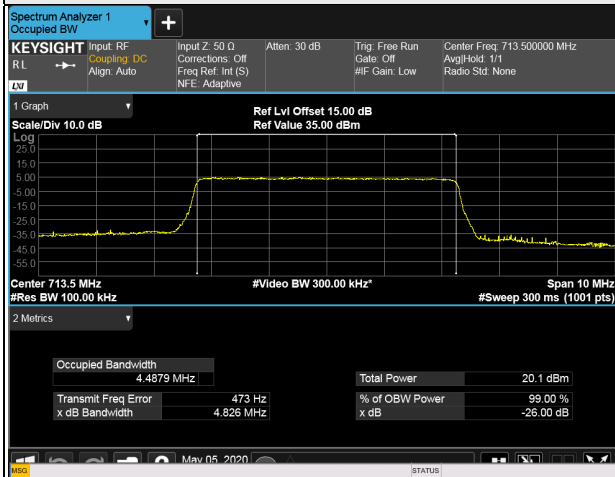 Spectrum Analyzer 1
Occupied BW
KEYSIGHT
R L
LXI
Input: RF
Coupling: DC
Align: Auto
Input Z: 50 Ω
Corrections: Off
Freq Ref: Int (S)
NFE: Adaptive
Atten: 30 dB
Trig: Free Run
Gate: Off
#IF Gain: Low
Center Freq: 713.500000 MHz
Avg|Hold: 1/1
Radio Std: None
1 Graph
Scale/Div 10.0 dB
Ref Lvl Offset 15.00 dB
Ref Value 35.00 dBm
Log
25.0
15.0
5.00
-5.00
-15.0
-25.0
-35.0
-45.0
-55.0
Center 713.5 MHz
#Video BW 300.00 kHz*
Span 10 MHz
#Res BW 100.00 kHz
#Sweep 300 ms (1001 pts)
2 Metrics
Occupied Bandwidth
4.4879 MHz
Transmit Freq Error 473 Hz
x dB Bandwidth 4.826 MHz
Total Power 20.1 dBm
% of OBW Power 99.00 %
x dB -26.00 dB
May 05, 2020
MSG
STATUS